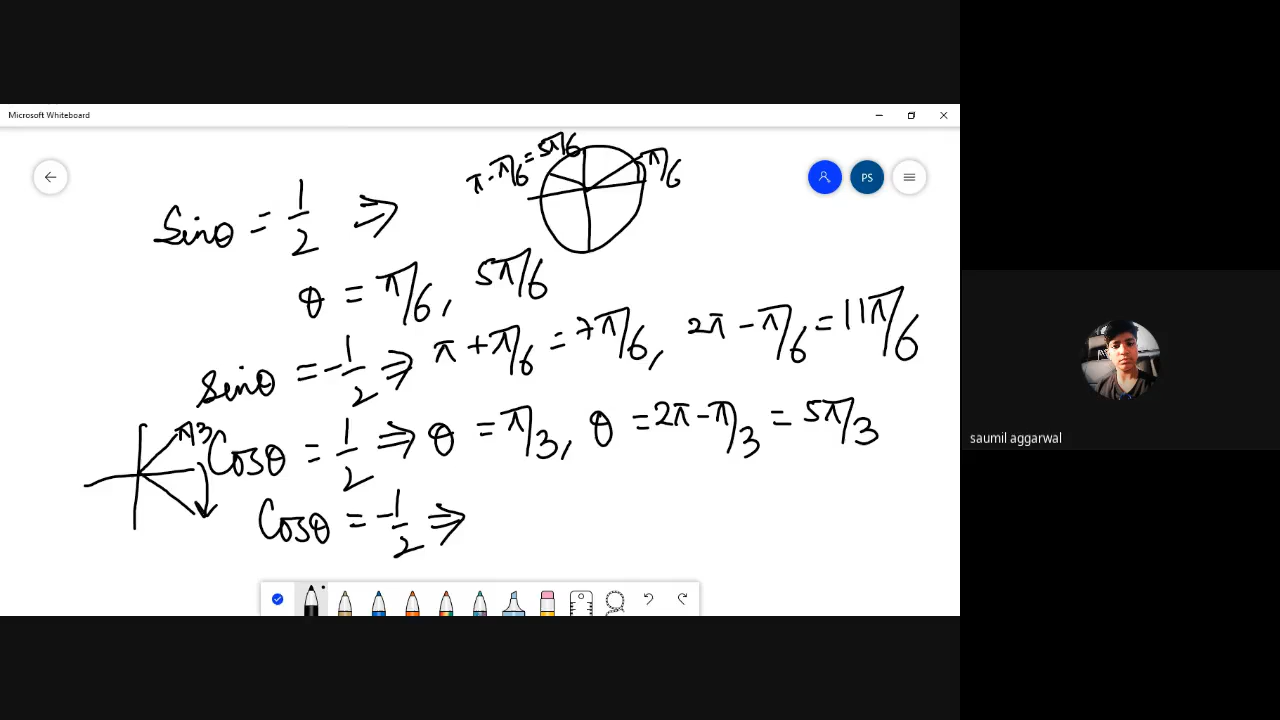 Microsoft Whiteboard
π - π/6 = 5π/6
π/6
PS
Sinθ = 1/2 ⇒
θ = π/6, 5π/6
sinθ = -1/2 ⇒ π + π/6 = 7π/6, 2π - π/6 = 11π/6
π/3
Cosθ = 1/2 ⇒ θ = π/3, θ = 2π - π/3 = 5π/3
Cosθ = -1/2 ⇒
saumil aggarwal